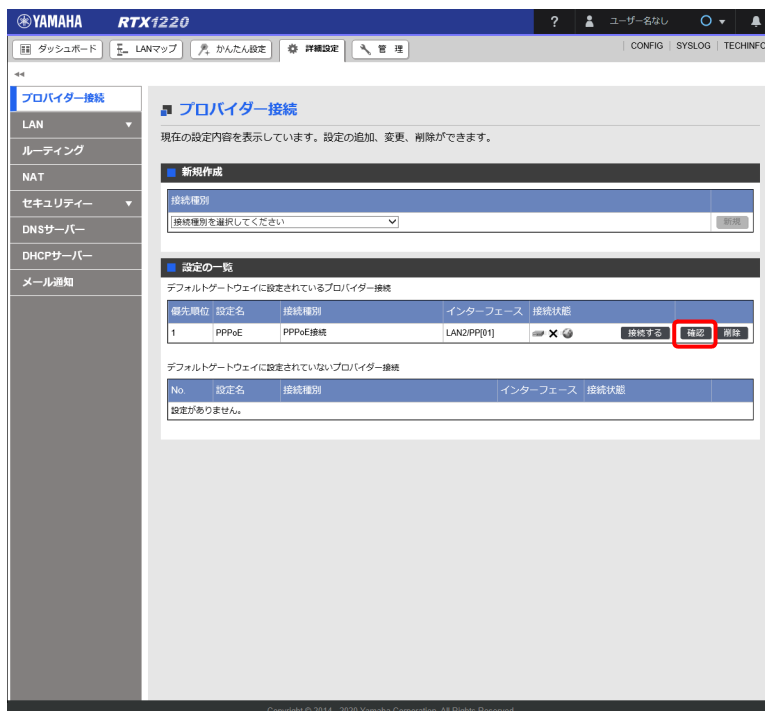 YAMAHA RTX1220 ? ユーザー名なし
ダッシュボード LANマップ かんたん設定 詳細設定 管 理 CONFIG SYSLOG TECHINFO
プロバイダー接続
LAN
ルーティング
NAT
セキュリティー
DNSサーバー
DHCPサーバー
メール通知
プロバイダー接続
現在の設定内容を表示しています。設定の追加、変更、削除ができます。
新規作成
接続種別
接続種別を選択してください 新規
設定の一覧
デフォルトゲートウェイに設定されているプロバイダー接続
優先順位 設定名 接続種別 インターフェース 接続状態
1 PPPoE PPPoE接続 LAN2/PP[01] 接続する 確認 削除
デフォルトゲートウェイに設定されていないプロバイダー接続
No. 設定名 接続種別 インターフェース 接続状態
設定がありません。
Copyright © 2014 - 2020 Yamaha Corporation. All Rights Reserved.